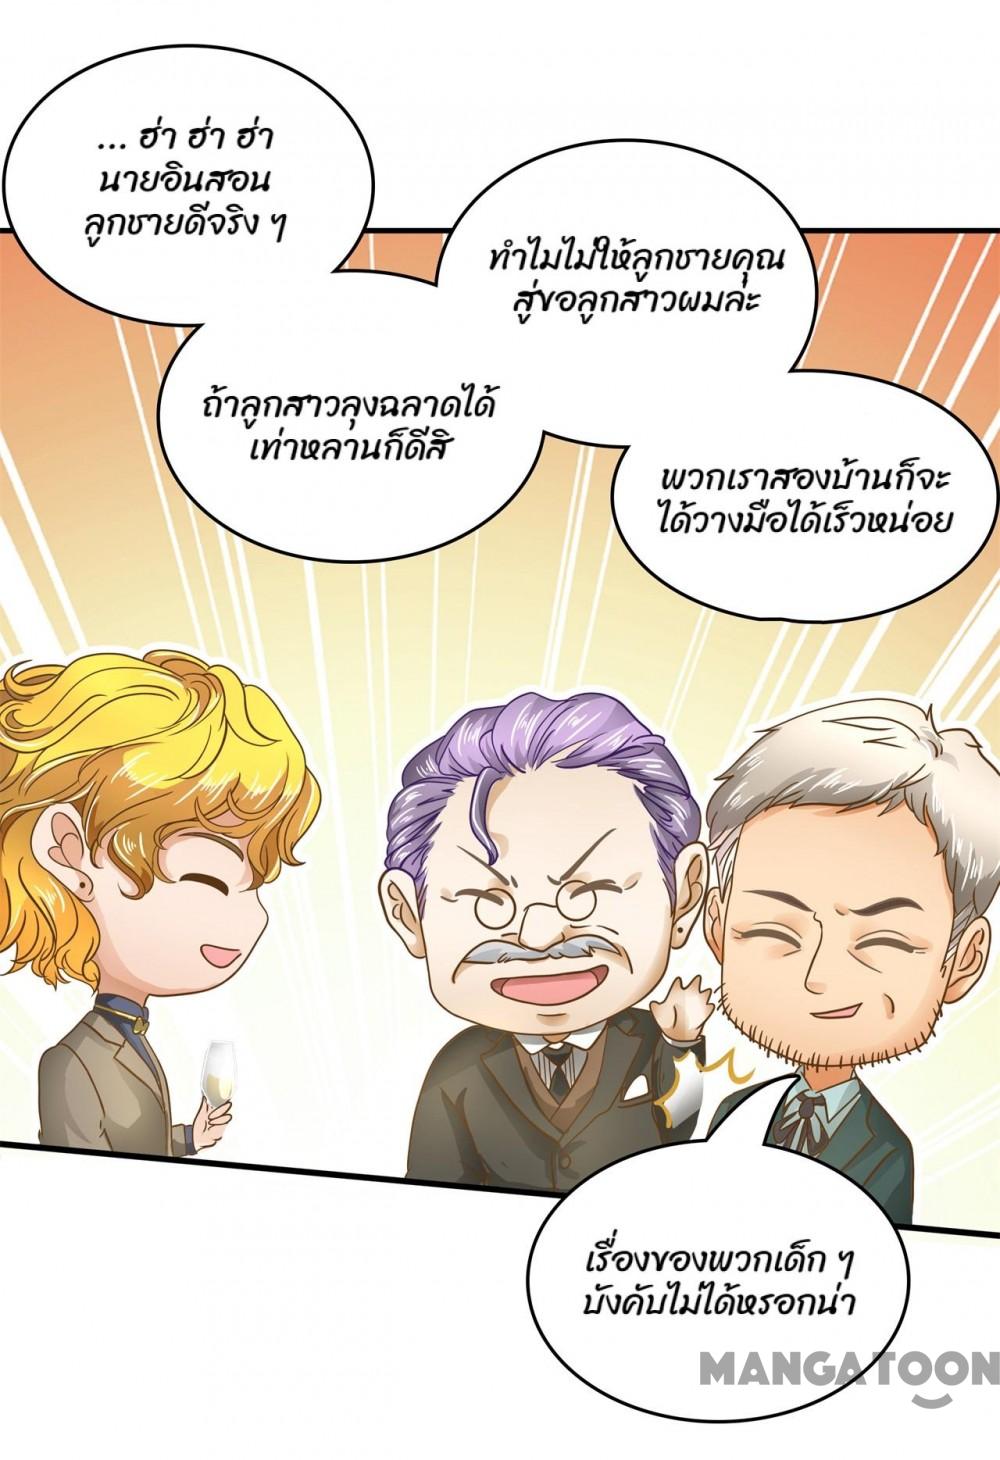 ... ฮ่า ฮ่า ฮ่า
นายอินสอน
ลูกชายดีจริง ๆ
ทำไมไม่ให้ลูกชายคุณ
สู่ขอลูกสาวผมล่ะ
ถ้าลูกสาวลุงฉลาดได้
เท่าหลานก็ดีสิ
พวกเราสองบ้านก็จะ
ได้วางมือได้เร็วหน่อย
เรื่องของพวกเด็ก ๆ
บังคับไม่ได้หรอกน่า
MANGATOON